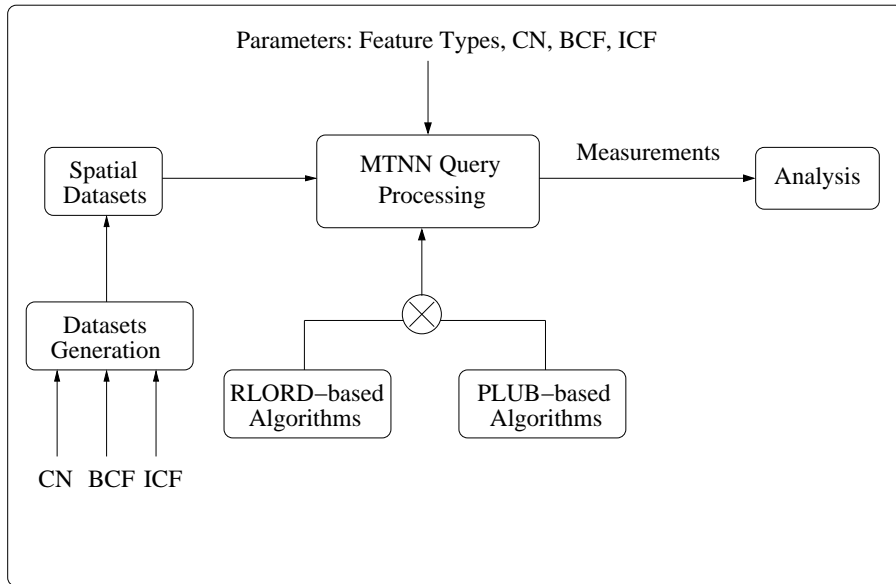 Parameters: Feature Types, CN, BCF, ICF
Spatial
Datasets
MTNN Query
Processing
Measurements
Analysis
Datasets
Generation
RLORD−based
Algorithms
PLUB−based
Algorithms
CN BCF ICF